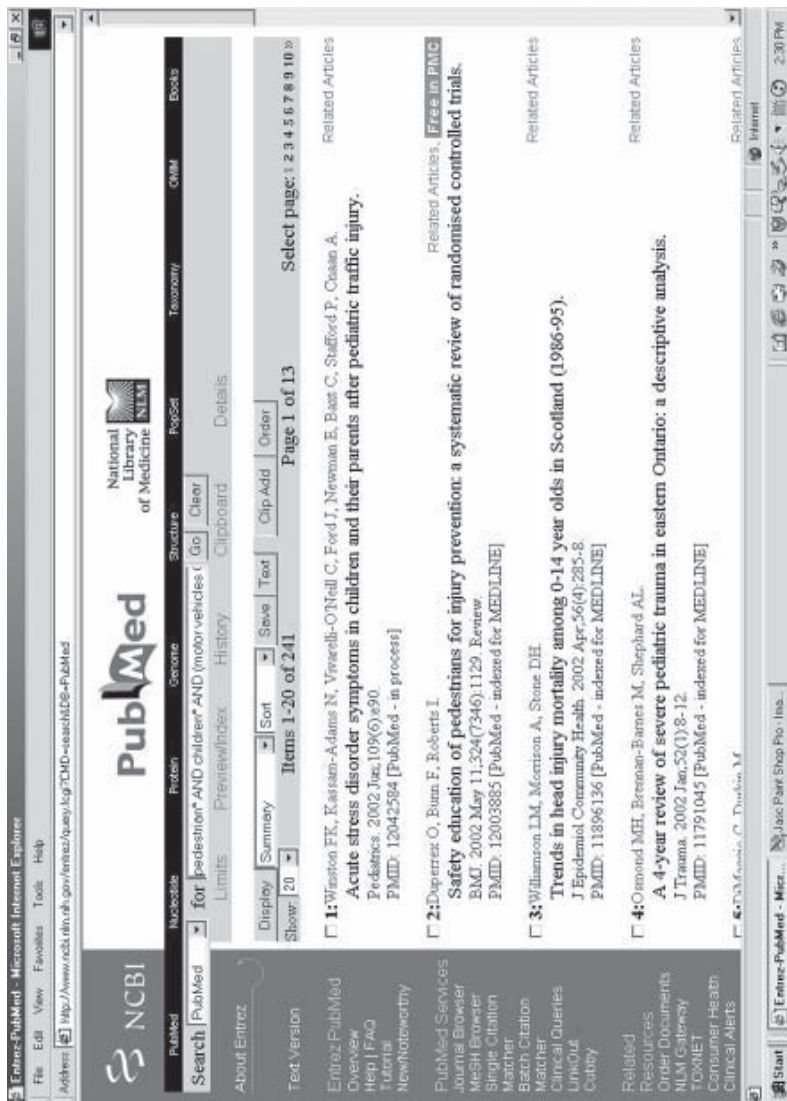 Entrez-PubMed - Microsoft Internet Explorer
File Edit View Favorites Tools Help
Address http://www.ncbi.nlm.nih.gov/entrez/query.fcgi?CMD=search&DB=PubMed
NCBI
PubMed
National
Library
of Medicine
NLM
PubMed Nucleotide Protein Genome Structure PopSet Taxonomy OMIM Books
Search PubMed for pedestrian* AND children* AND (motor vehicles Go Clear
Limits Preview/Index History Clipboard Details
About Entrez
Display Summary Sort Save Text Clip Add Order
Show: 20 Items 1-20 of 241 Page 1 of 13 Select page: 1 2 3 4 5 6 7 8 9 10 »
Text Version
Entrez PubMed
Overview
Help | FAQ
Tutorial
New/Noteworthy
PubMed Services
Journal Browser
MeSH Browser
Single Citation
Matcher
Batch Citation
Matcher
Clinical Queries
LinkOut
Cubby
Related
Resources
Order Documents
NLM Gateway
TOXNET
Consumer Health
Clinical Alerts
1: Winston FK, Kassam-Adams N, Vivarelli-O'Neill C, Ford J, Newman E, Baxt C, Stafford P, Cnaan A. Related Articles
Acute stress disorder symptoms in children and their parents after pediatric traffic injury.
Pediatrics. 2002 Jun;109(6):e90.
PMID: 12042584 [PubMed - in process]
2: Duperrex O, Bunn F, Roberts I. Related Articles, Free in PMC
Safety education of pedestrians for injury prevention: a systematic review of randomised controlled trials.
BMJ. 2002 May 11;324(7346):1129. Review.
PMID: 12003885 [PubMed - indexed for MEDLINE]
3: Williamson LM, Morrison A, Stone DH. Related Articles
Trends in head injury mortality among 0-14 year olds in Scotland (1986-95).
J Epidemiol Community Health. 2002 Apr;56(4):285-8.
PMID: 11896136 [PubMed - indexed for MEDLINE]
4: Osmond MH, Brennan-Barnes M, Shephard AL. Related Articles
A 4-year review of severe pediatric trauma in eastern Ontario: a descriptive analysis.
J Trauma. 2002 Jan;52(1):8-12.
PMID: 11791045 [PubMed - indexed for MEDLINE]
5: DiMaggio C, Durkin M. Related Articles
Internet
Start Entrez-PubMed - Micr... Jasc Paint Shop Pro - Ima... 2:30 PM